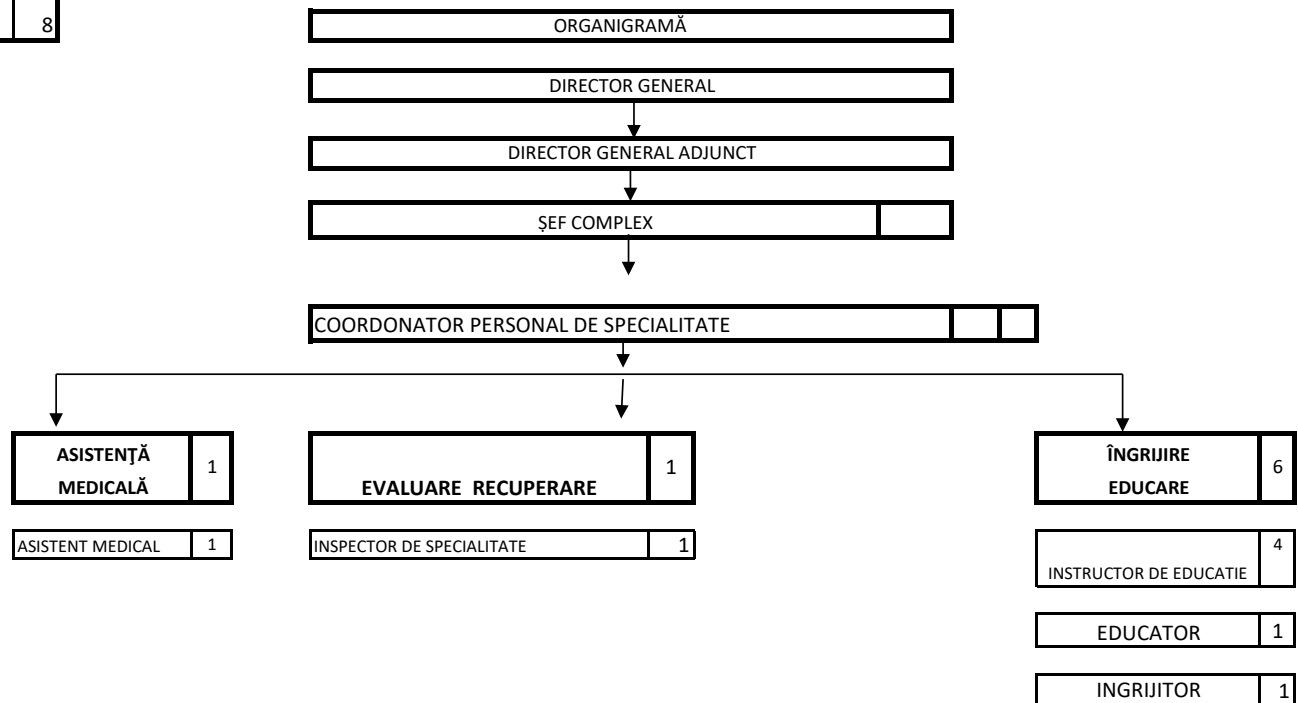 8
ORGANIGRAMĂ
DIRECTOR GENERAL
DIRECTOR GENERAL ADJUNCT
ȘEF COMPLEX
COORDONATOR PERSONAL DE SPECIALITATE
ASISTENŢĂ
MEDICALĂ
1
EVALUARE RECUPERARE
1
ÎNGRIJIRE
EDUCARE
6
ASISTENT MEDICAL 1
INSPECTOR DE SPECIALITATE 1
INSTRUCTOR DE EDUCATIE 4
EDUCATOR 1
INGRIJITOR 1